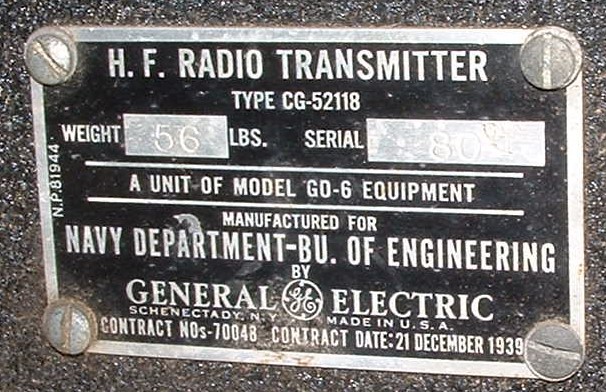 H. F. RADIO TRANSMITTER
TYPE CG-52118
WEIGHT 56 LBS. SERIAL
A UNIT OF MODEL GO-6 EQUIPMENT
MANUFACTURED FOR
NAVY DEPARTMENT-BU. OF ENGINEERING
BY
GENERAL GE ELECTRIC
SCHENECTADY, N.Y. MADE IN U.S.A.
CONTRACT NOs-70048 CONTRACT DATE: 21 DECEMBER 1939
N.P. 81944